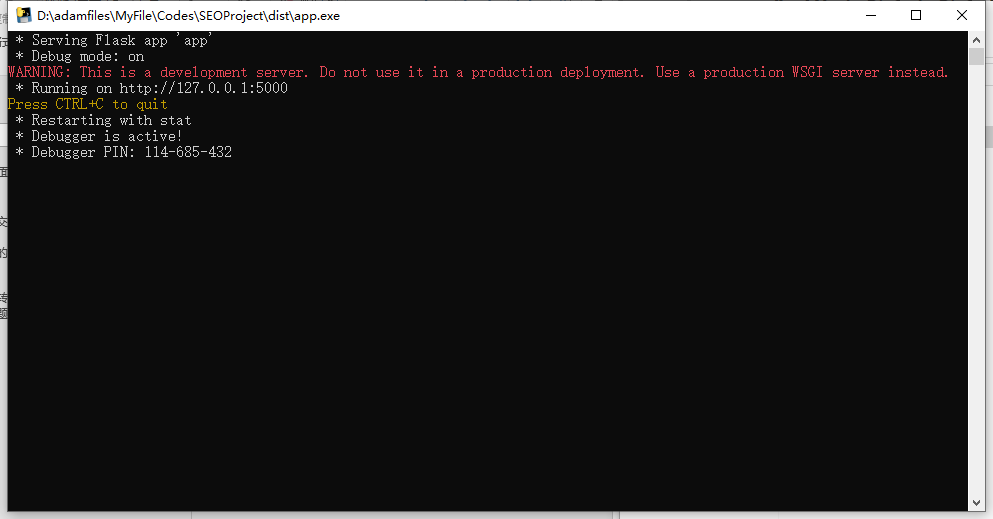 D:\adamfiles\MyFile\Codes\SEOProject\dist\app.exe
* Serving Flask app 'app'
* Debug mode: on
WARNING: This is a development server. Do not use it in a production deployment. Use a production WSGI server instead.
* Running on http://127.0.0.1:5000
Press CTRL+C to quit
* Restarting with stat
* Debugger is active!
* Debugger PIN: 114-685-432